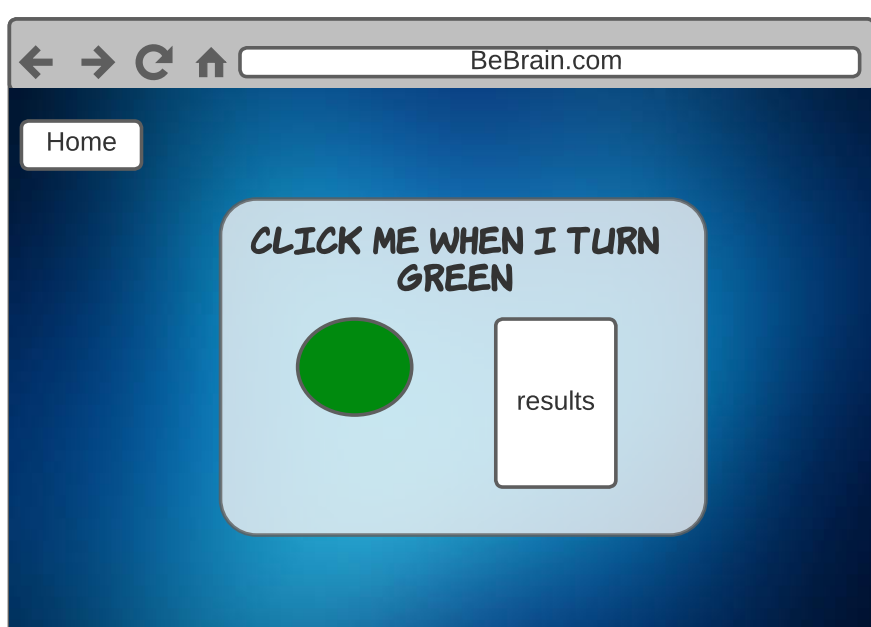 BeBrain.com
Home
CLICK ME WHEN I TURN
GREEN
results